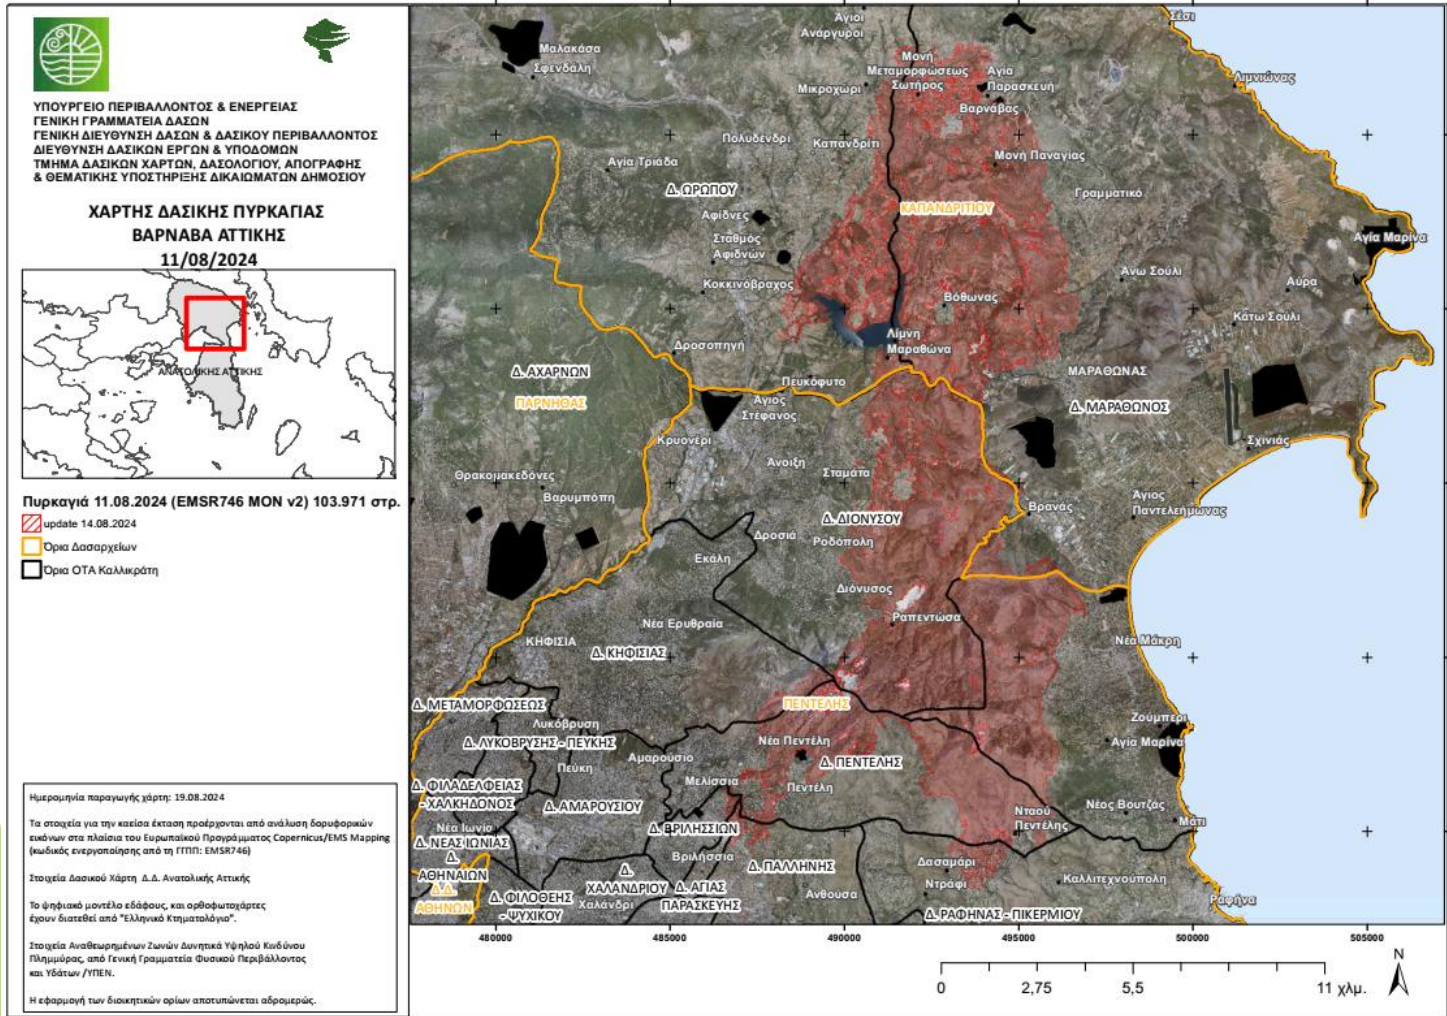 ΥΠΟΥΡΓΕΙΟ ΠΕΡΙΒΑΛΛΟΝΤΟΣ & ΕΝΕΡΓΕΙΑΣ
ΓΕΝΙΚΗ ΓΡΑΜΜΑΤΕΙΑ ΔΑΣΩΝ
ΓΕΝΙΚΗ ΔΙΕΥΘΥΝΣΗ ΔΑΣΩΝ & ΔΑΣΙΚΟΥ ΠΕΡΙΒΑΛΛΟΝΤΟΣ
ΔΙΕΥΘΥΝΣΗ ΔΑΣΙΚΩΝ ΕΡΓΩΝ & ΥΠΟΔΟΜΩΝ
ΤΜΗΜΑ ΔΑΣΙΚΩΝ ΧΑΡΤΩΝ, ΔΑΣΟΛΟΓΙΟΥ, ΑΠΟΓΡΑΦΗΣ
& ΘΕΜΑΤΙΚΗΣ ΥΠΟΣΤΗΡΙΞΗΣ ΔΙΚΑΙΩΜΑΤΩΝ ΔΗΜΟΣΙΟΥ
ΧΑΡΤΗΣ ΔΑΣΙΚΗΣ ΠΥΡΚΑΓΙΑΣ
ΒΑΡΝΑΒΑ ΑΤΤΙΚΗΣ
11/08/2024
ΑΝΑΤΟΛΙΚΗΣ ΑΤΤΙΚΗΣ
Πυρκαγιά 11.08.2024 (EMSR746 MON v2) 103.971 στρ.
update 14.08.2024
Όρια Δασαρχείων
Όρια ΟΤΑ Καλλικράτη
Ημερομηνία παραγωγής χάρτη: 19.08.2024
Τα στοιχεία για την καείσα έκταση προέρχονται από ανάλυση δορυφορικών
εικόνων στα πλαίσια του Ευρωπαϊκού Προγράμματος Copernicus/EMS Mapping
(κωδικός ενεργοποίησης από τη ΓΓΠΠ: EMSR746)
Στοιχεία Δασικού Χάρτη Δ.Δ. Ανατολικής Αττικής
Το ψηφιακό μοντέλο εδάφους, και ορθοφωτοχάρτες
έχουν διατεθεί από "Ελληνικό Κτηματολόγιο".
Στοιχεία Αναθεωρημένων Ζωνών Δυνητικά Υψηλού Κινδύνου
Πλημμύρας, από Γενική Γραμματεία Φυσικού Περιβάλλοντος
και Υδάτων /ΥΠΕΝ.
Η εφαρμογή των διοικητικών ορίων αποτυπώνεται αδρομερώς.
Άγιοι
Ανάργυροι
Σέσι
Μαλακάσα
Σφενδάλη
Μονή
Μεταμορφώσεως
Σωτήρος
Αγία
Παρασκευή
Λιμνιώνας
Μικροχώρι
Βαρνάβας
Πολυδένδρι
Καπανδρίτι
Αγία Τριάδα
Μονή Παναγίας
Δ. ΩΡΩΠΟΥ
Γραμματικό
Αφίδνες
ΚΑΠΑΝΔΡΙΤΙΟΥ
Σταθμός
Αφιδνών
Αγία Μαρίνα
Κοκκινόβραχος
Άνω Σούλι
Αύρα
Βόθωνας
Κάτω Σούλι
Λίμνη
Μαραθώνα
Δροσοπηγή
Δ. ΑΧΑΡΝΩΝ
ΠΑΡΝΗΘΑΣ
Πευκόφυτο
ΜΑΡΑΘΩΝΑΣ
Άγιος
Στέφανος
Δ. ΜΑΡΑΘΩΝΟΣ
Κρυονέρι
Σχινιάς
Άνοιξη
Σταμάτα
Θρακομακεδόνες
Βαρυμπόπη
Άγιος
Παντελεήμωνας
Βρανάς
Δ. ΔΙΟΝΥΣΟΥ
Δροσιά
Ροδόπολη
Εκάλη
Διόνυσος
Ραπεντώσα
Νέα Ερυθραία
ΚΗΦΙΣΙΑ
Δ. ΚΗΦΙΣΙΑΣ
Νέα Μάκρη
Δ. ΜΕΤΑΜΟΡΦΩΣΕΩΣ
ΠΕΝΤΕΛΗΣ
Λυκόβρυση
Ζούμπερι
Δ. ΛΥΚΟΒΡΥΣΗΣ - ΠΕΥΚΗΣ
Νέα Πεντέλη
Αγία Μαρίνα
Πεύκη
Αμαρούσιο
Δ. ΠΕΝΤΕΛΗΣ
Δ. ΦΙΛΑΔΕΛΦΕΙΑΣ
- ΧΑΛΚΗΔΟΝΟΣ
Μελίσσια
Πεντέλη
Δ. ΑΜΑΡΟΥΣΙΟΥ
Νταού
Πεντέλης
Νέος Βουτζάς
Μάτι
Νέα Ιωνία
Δ. ΝΕΑΣ ΙΩΝΙΑΣ
Δ. ΒΡΙΛΗΣΣΙΩΝ
Βριλήσσια
Δ.
ΑΘΗΝΑΙΩΝ
Δ.Δ.
ΑΘΗΝΩΝ
Δ.
ΧΑΛΑΝΔΡΙΟΥ
Χαλάνδρι
Δ. ΑΓΙΑΣ
ΠΑΡΑΣΚΕΥΗΣ
Δ. ΦΙΛΟΘΕΗΣ
- ΨΥΧΙΚΟΥ
Δ. ΠΑΛΛΗΝΗΣ
Ανθούσα
Δασαμάρι
Ντράφι
Καλλιτεχνούπολη
Δ. ΡΑΦΗΝΑΣ - ΠΙΚΕΡΜΙΟΥ
Ραφήνα
480000
485000
490000
495000
500000
505000
N
0
2,75
5,5
11 χλμ.